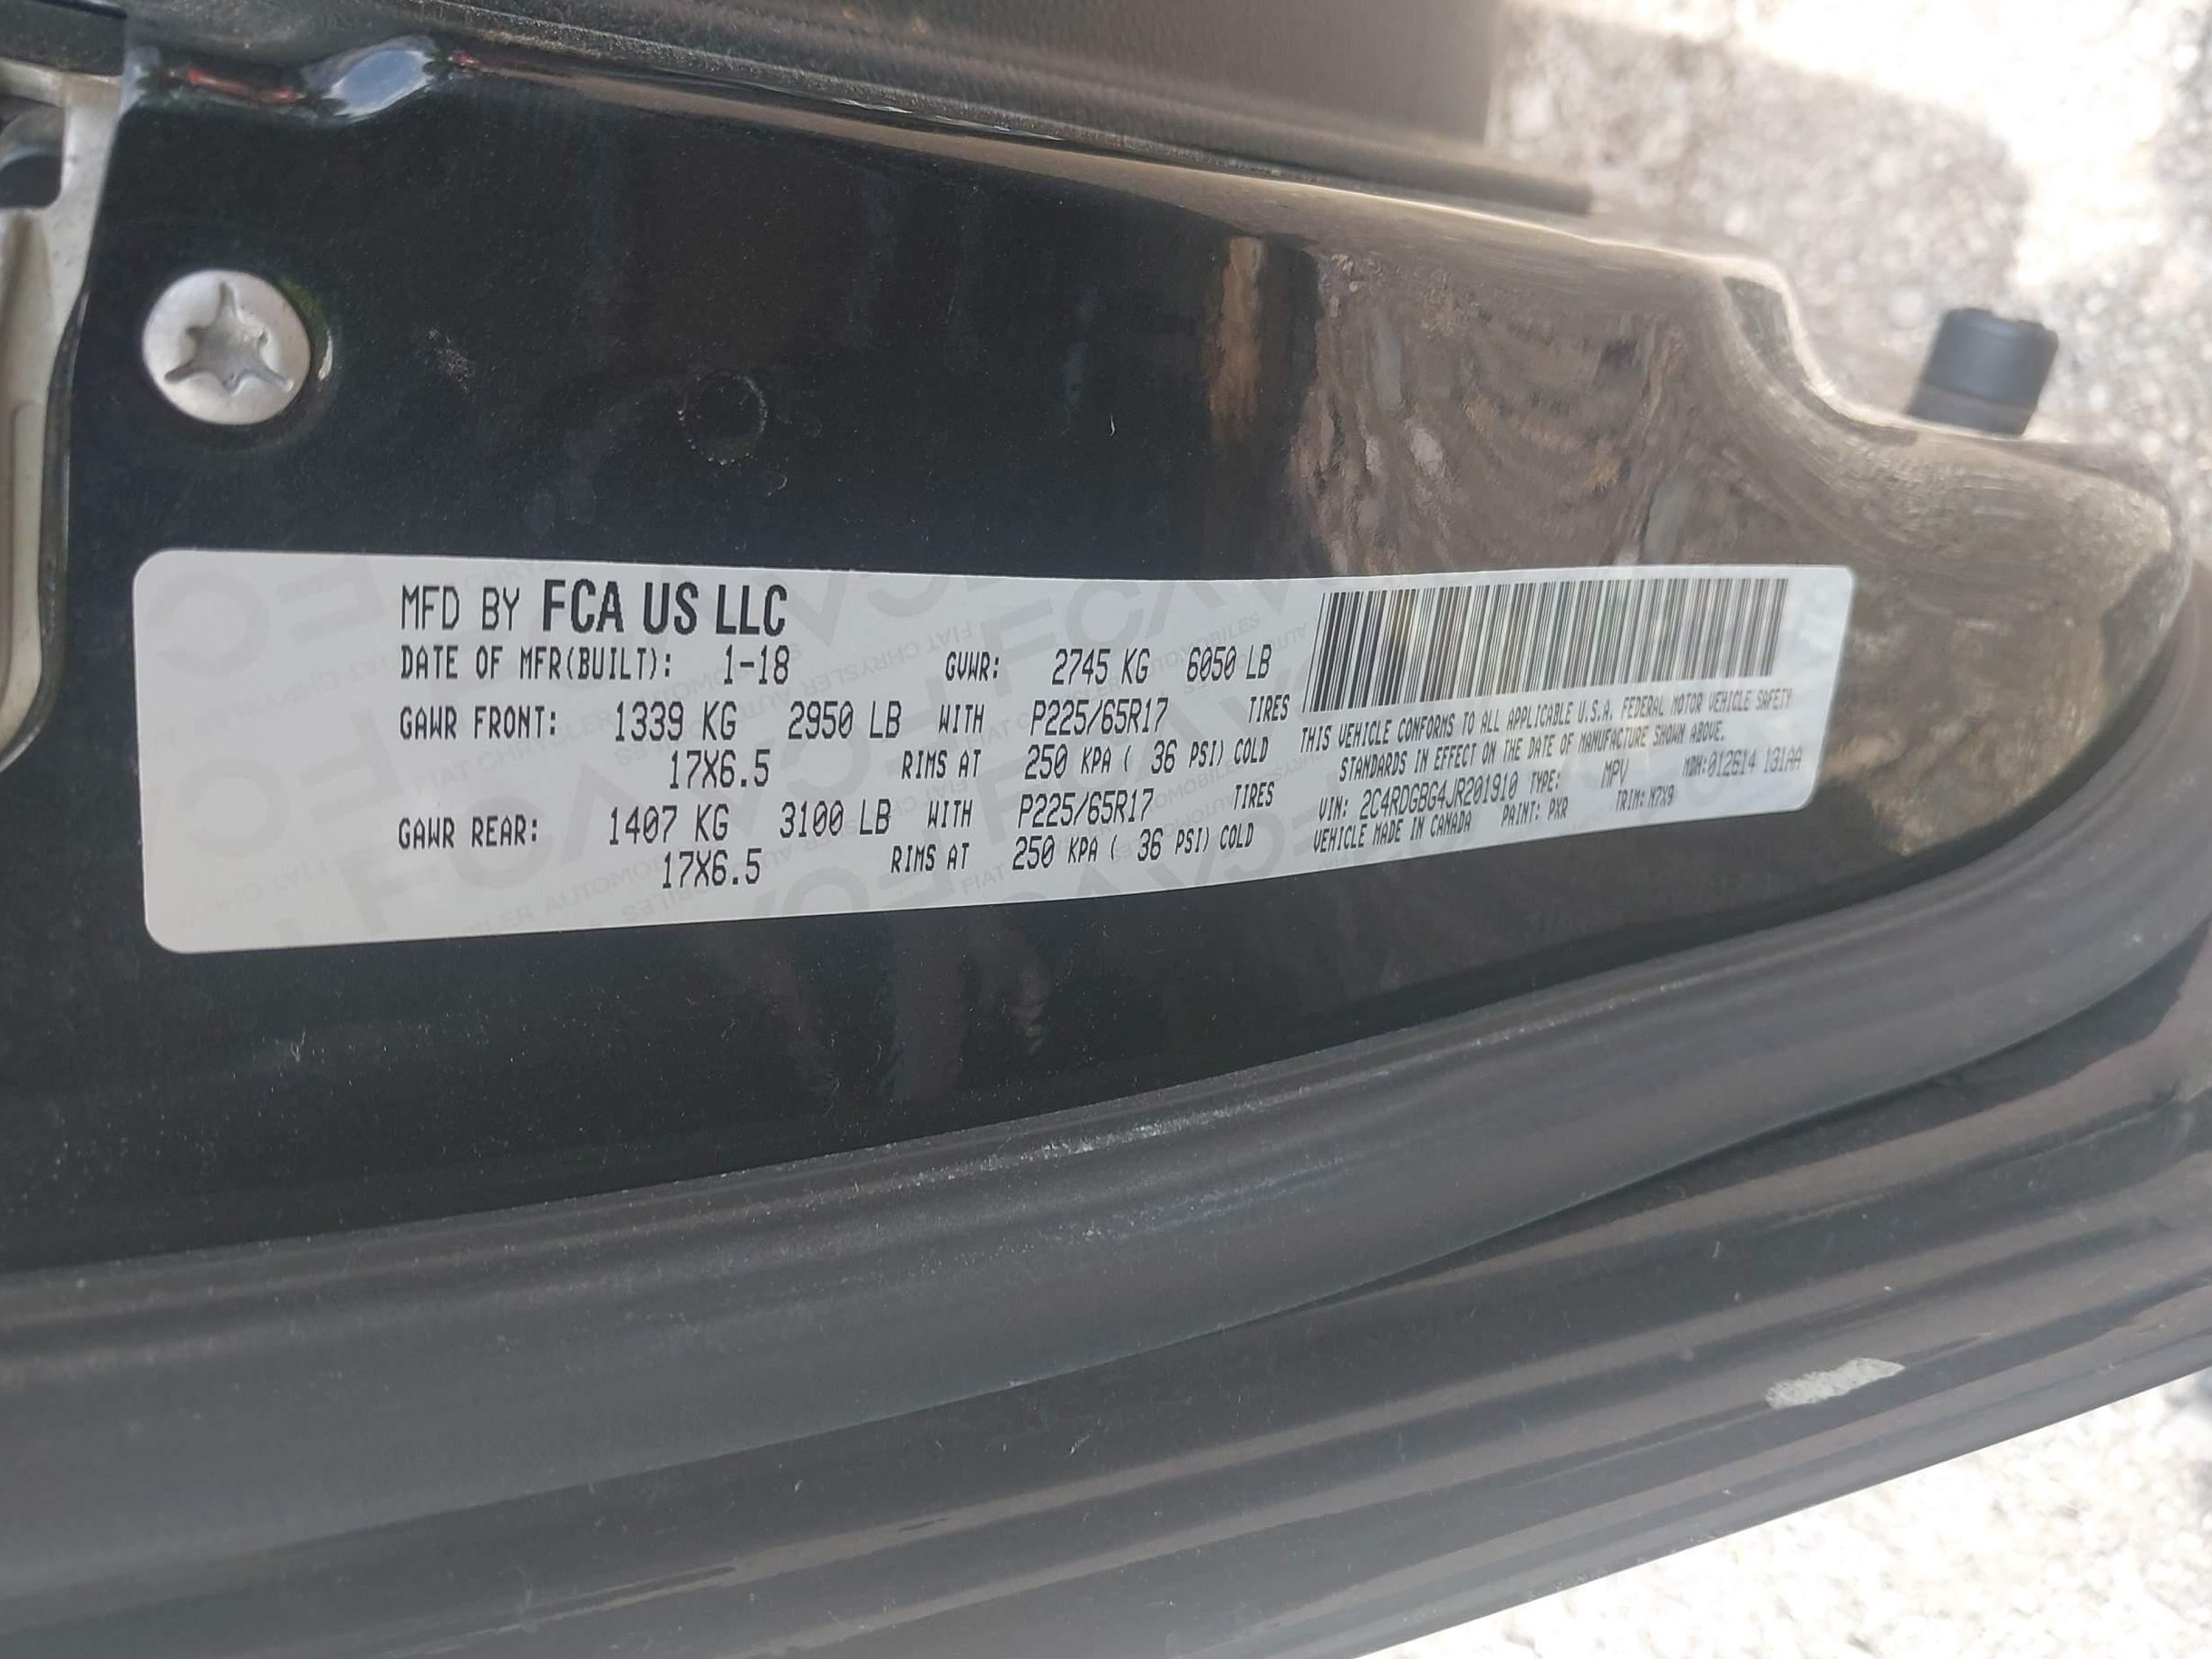 MFD BY FCA US LLC
DATE OF MFR(BUILT): 1-18 GVWR: 2745 KG 6050 LB
GAWR FRONT: 1339 KG 2950 LB WITH P225/65R17 TIRES
17X6.5 RIMS AT 250 KPA ( 36 PSI) COLD
GAWR REAR: 1407 KG 3100 LB WITH P225/65R17 TIRES
17X6.5 RIMS AT 250 KPA ( 36 PSI) COLD
THIS VEHICLE CONFORMS TO ALL APPLICABLE U.S.A. FEDERAL MOTOR VEHICLE SAFETY
STANDARDS IN EFFECT ON THE DATE OF MANUFACTURE SHOWN ABOVE.
VIN: 2C4RDGBG4JR201910 TYPE: MPV MDH:012614 131AA
VEHICLE MADE IN CANADA PAINT: PXR TRIM: N7X9